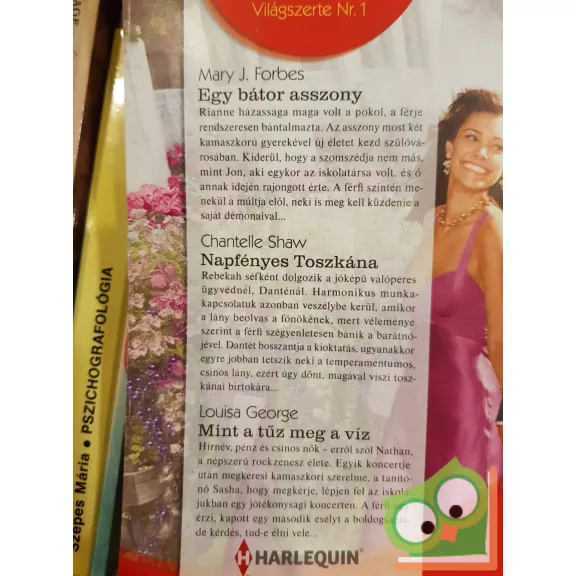 Világszerte Nr. 1
Mary J. Forbes
Egy bátor asszony
Rianne házassága maga volt a pokol, a férje
rendszeresen bántalmazta. Az asszony most két
kamaszkorú gyerekével új életet kezd szülővá-
rosában. Kiderül, hogy a szomszédja nem más,
mint Jon, aki egykor az iskolatársa volt, és ő
annak idején rajongott érte. A férfi szintén me-
nekül a múltja elől, neki is meg kell küzdenie a
saját démonaival...
Chantelle Shaw
Napfényes Toszkána
Rebekah séfként dolgozik a jóképű válóperes
ügyvédnél, Danténál. Harmonikus munka-
kapcsolatuk azonban veszélybe kerül, amikor
a lány beolvas a főnökének, mert véleménye
szerint a férfi szégyenletesen bánik a barátnő-
jével. Dantét bosszantja a kioktatás, ugyanakkor
egyre jobban tetszik neki a temperamentumos,
csinos lány, ezért úgy dönt, magával viszi tosz-
kánai birtokára...
Louisa George
Mint a tűz meg a víz
Hírnév, pénz és csinos nők – erről szól Nathan,
a népszerű rockzenész élete. Egyik koncertje
után megkeresi kamaszkori szerelme, a tanító-
nő Sasha, hogy megkérje, lépjen fel az iskolá-
jukban egy jótékonysági koncerten. A férfi
érzi, kapott egy második esélyt a
de kérdés, tud-e élni vele...
HARLEQUIN®
Szepes Mária • PSZICHOGRAFOLÓGIA